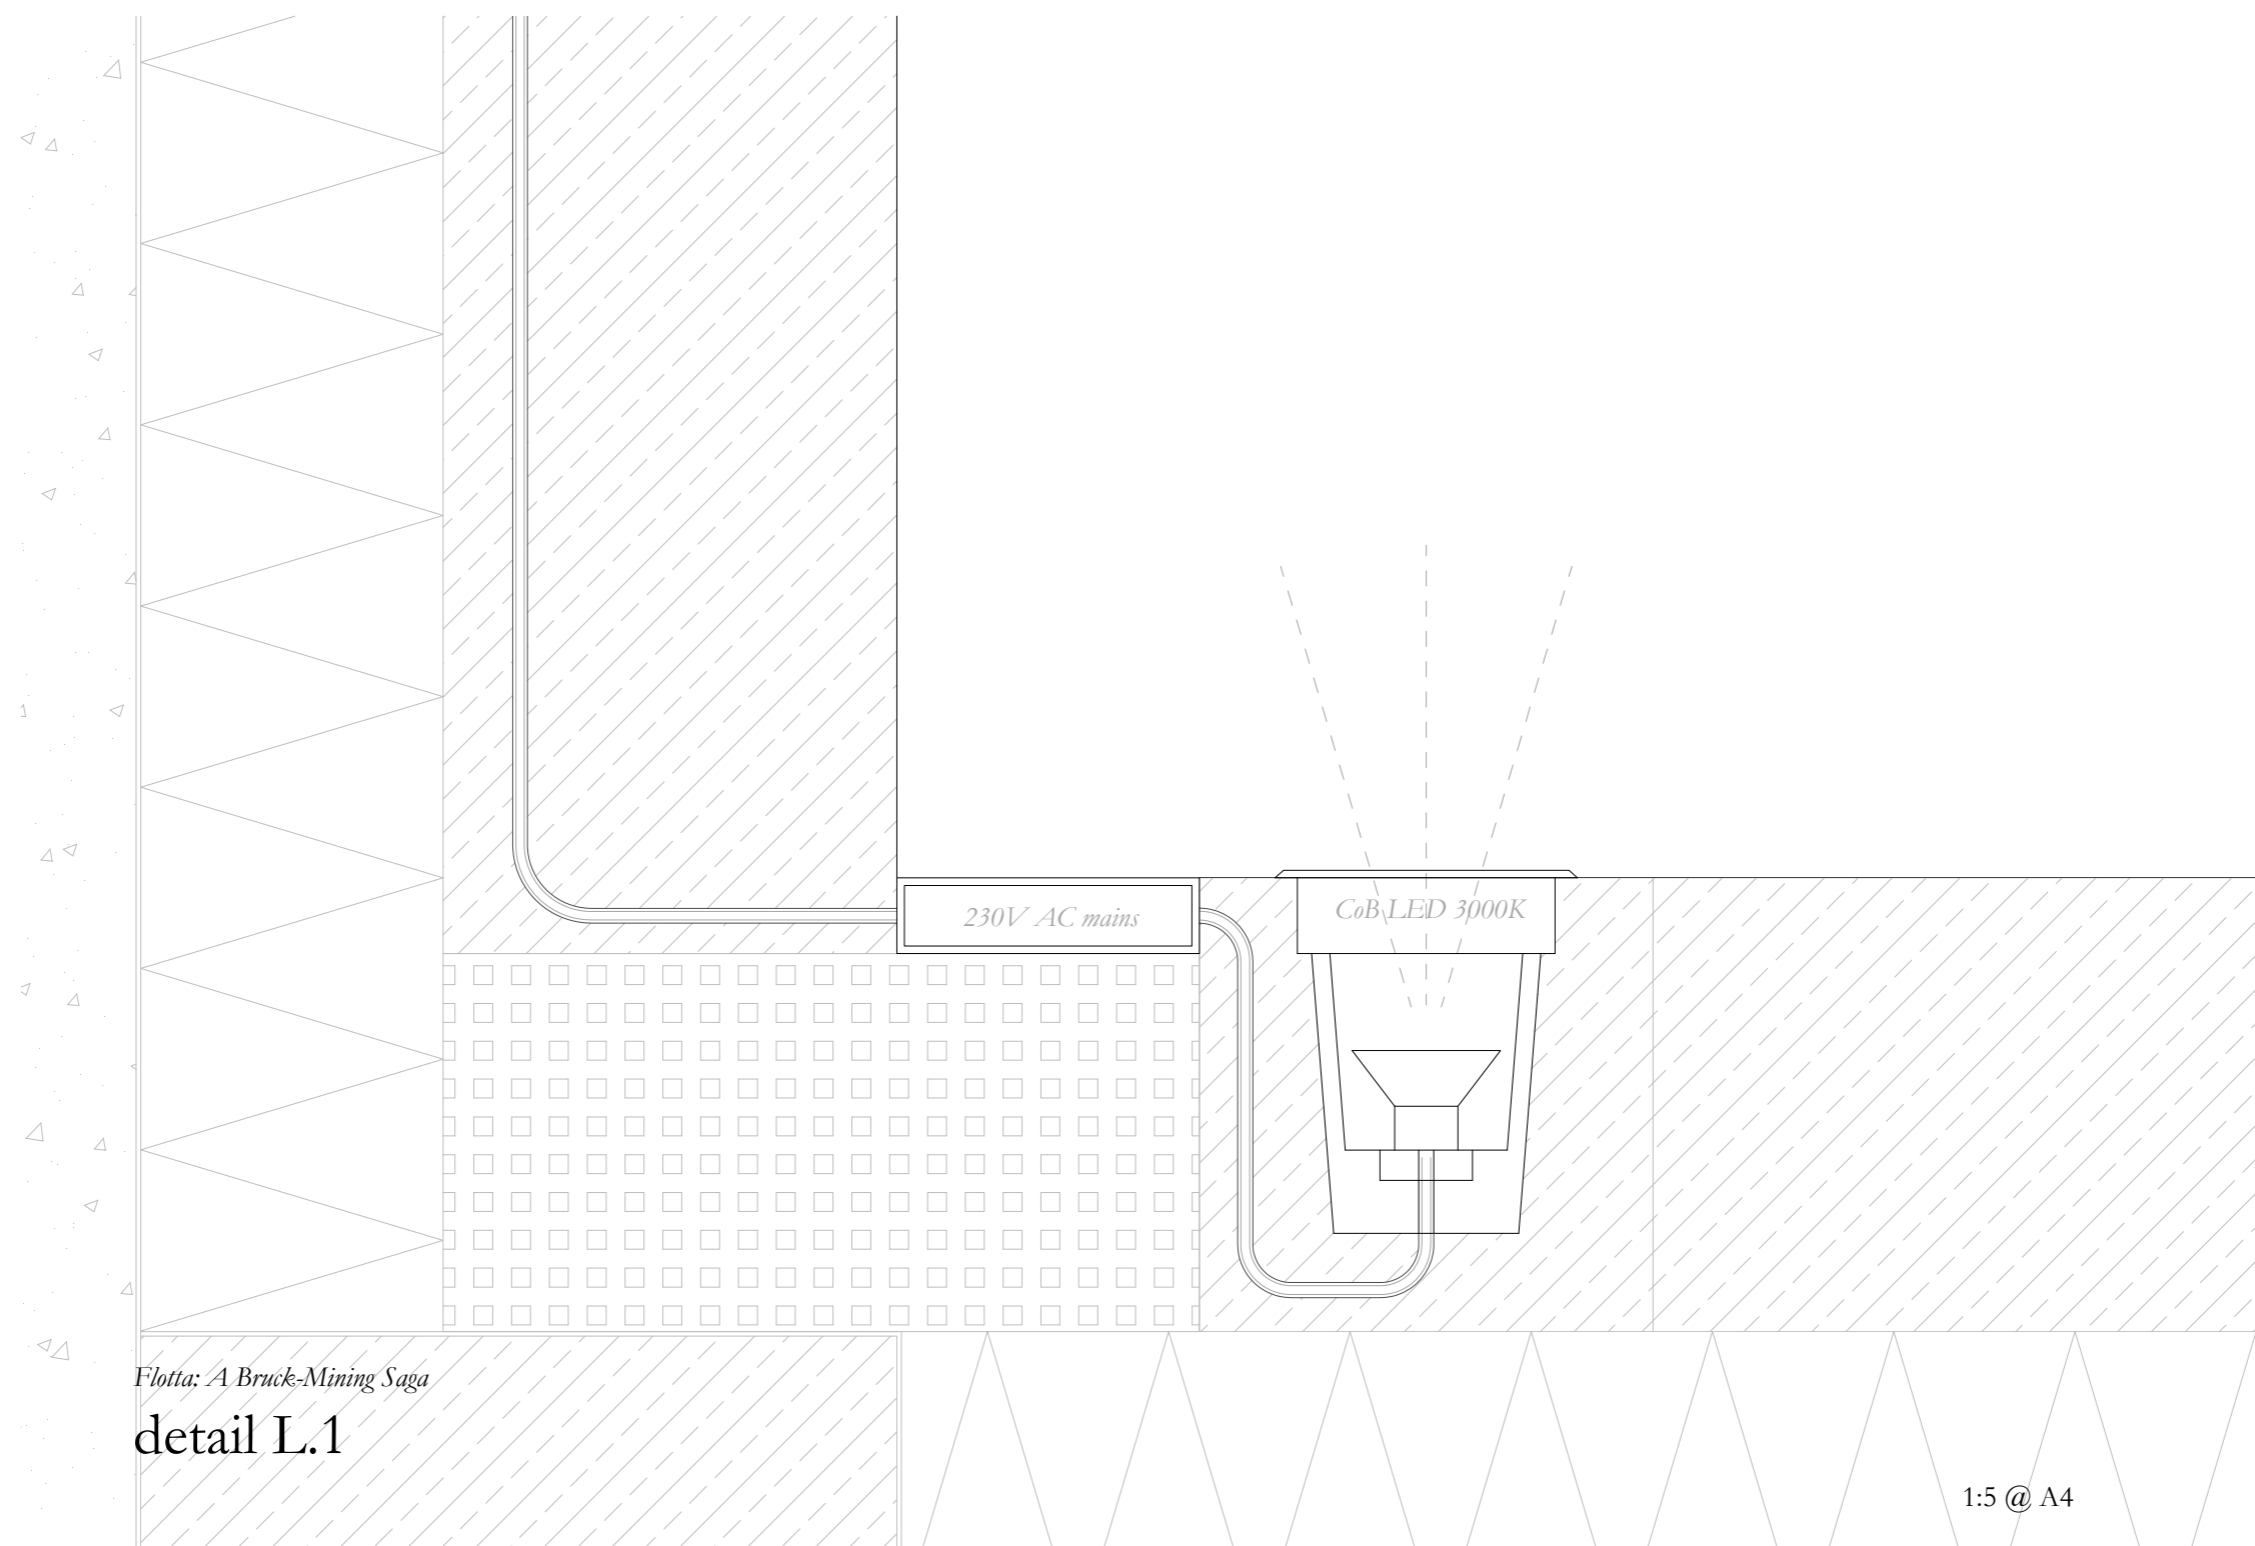 230V AC mains
CoB LED 3000K
Flotta: A Bruck-Mining Saga
detail L.1
1:5 @ A4